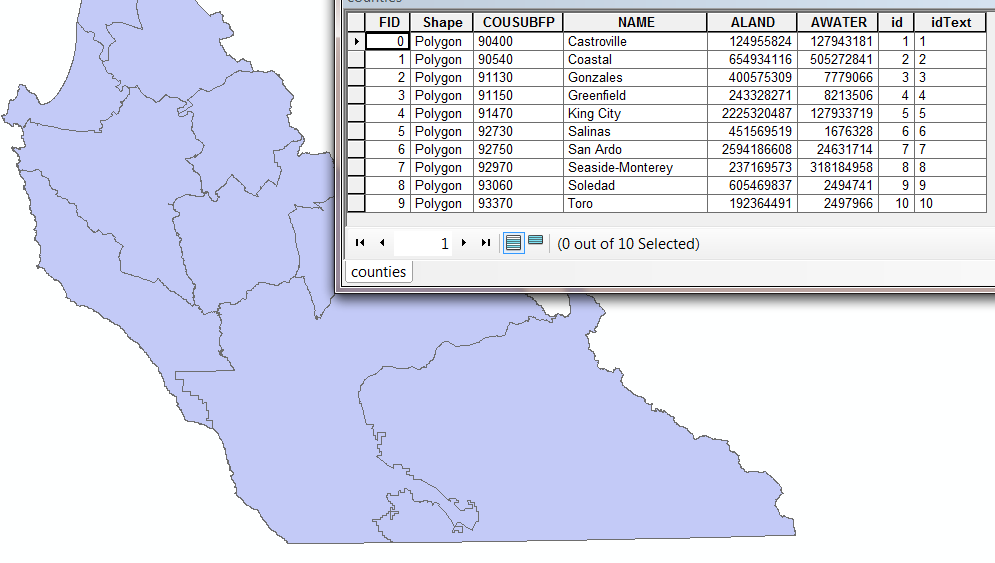 counties
FID Shape COUSUBFP NAME ALAND AWATER id idText
0 Polygon 90400 Castroville 124955824 127943181 1 1
1 Polygon 90540 Coastal 654934116 505272841 2 2
2 Polygon 91130 Gonzales 400575309 7779066 3 3
3 Polygon 91150 Greenfield 243328271 8213506 4 4
4 Polygon 91470 King City 2225320487 127933719 5 5
5 Polygon 92730 Salinas 451569519 1676328 6 6
6 Polygon 92750 San Ardo 2594186608 24631714 7 7
7 Polygon 92970 Seaside-Monterey 237169573 318184958 8 8
8 Polygon 93060 Soledad 605469837 2494741 9 9
9 Polygon 93370 Toro 192364491 2497966 10 10
1 (0 out of 10 Selected)
counties